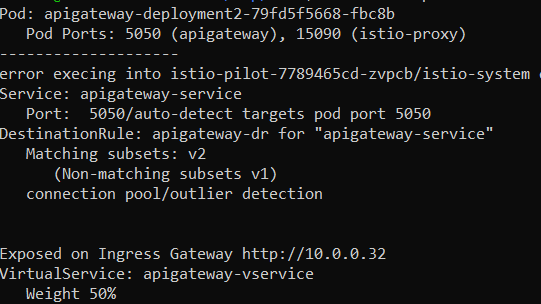 Pod: apigateway-deployment2-79fd5f5668-fbc8b
Pod Ports: 5050 (apigateway), 15090 (istio-proxy)
--------------------
error execing into istio-pilot-7789465cd-zvpcb/istio-system
Service: apigateway-service
Port: 5050/auto-detect targets pod port 5050
DestinationRule: apigateway-dr for "apigateway-service"
Matching subsets: v2
(Non-matching subsets v1)
connection pool/outlier detection
Exposed on Ingress Gateway http://10.0.0.32
VirtualService: apigateway-vservice
Weight 50%